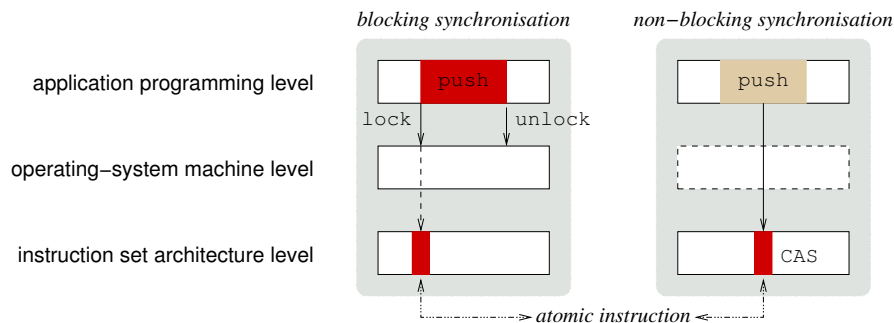 blocking synchronisation
non−blocking synchronisation
application programming level
push
push
lock
unlock
operating−system machine level
instruction set architecture level
CAS
atomic instruction